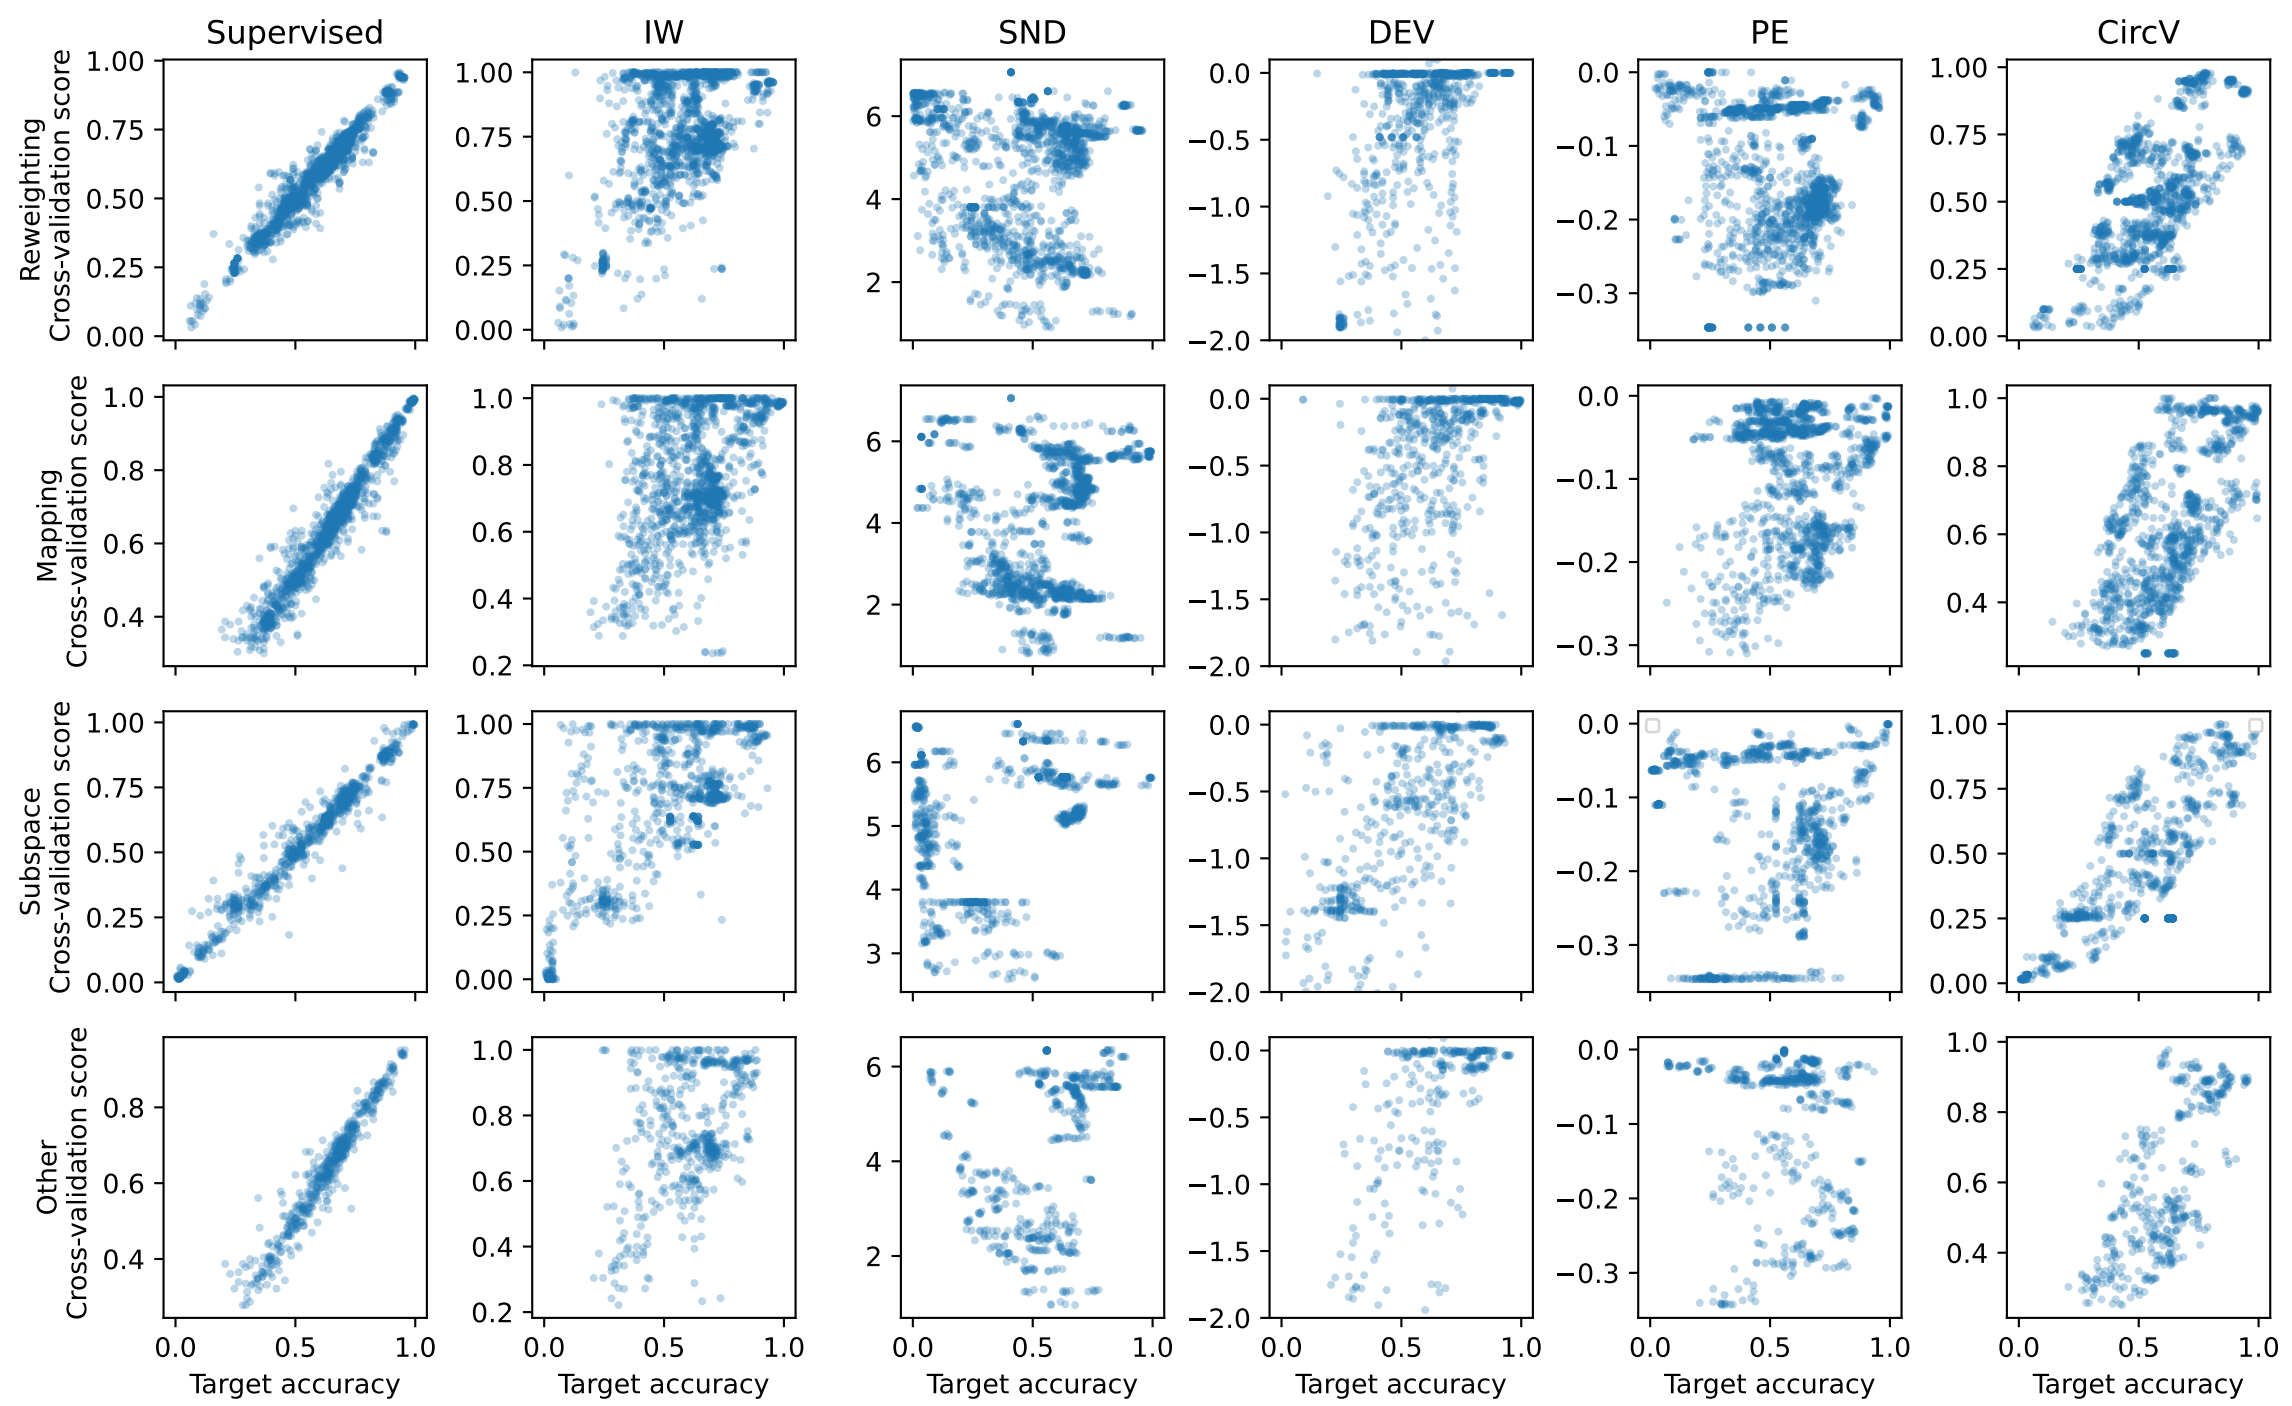 Supervised IW SND DEV PE CircV
Reweighting
Cross-validation score
1.00 0.75 0.50 0.25 0.00
1.00 0.75 0.50 0.25 0.00
6 4 2
0.0 −0.5 −1.0 −1.5 −2.0
0.0 −0.1 −0.2 −0.3
1.00 0.75 0.50 0.25 0.00
Mapping
Cross-validation score
1.0 0.8 0.6 0.4
1.0 0.8 0.6 0.4 0.2
6 4 2
0.0 −0.5 −1.0 −1.5 −2.0
0.0 −0.1 −0.2 −0.3
1.0 0.8 0.6 0.4
Subspace
Cross-validation score
1.00 0.75 0.50 0.25 0.00
1.00 0.75 0.50 0.25 0.00
6 5 4 3
0.0 −0.5 −1.0 −1.5 −2.0
0.0 −0.1 −0.2 −0.3
1.00 0.75 0.50 0.25 0.00
Other
Cross-validation score
0.8 0.6 0.4
1.0 0.8 0.6 0.4 0.2
6 4 2
0.0 −0.5 −1.0 −1.5 −2.0
0.0 −0.1 −0.2 −0.3
1.0 0.8 0.6 0.4
0.0 0.5 1.0 0.0 0.5 1.0 0.0 0.5 1.0 0.0 0.5 1.0 0.0 0.5 1.0 0.0 0.5 1.0
Target accuracy Target accuracy Target accuracy Target accuracy Target accuracy Target accuracy